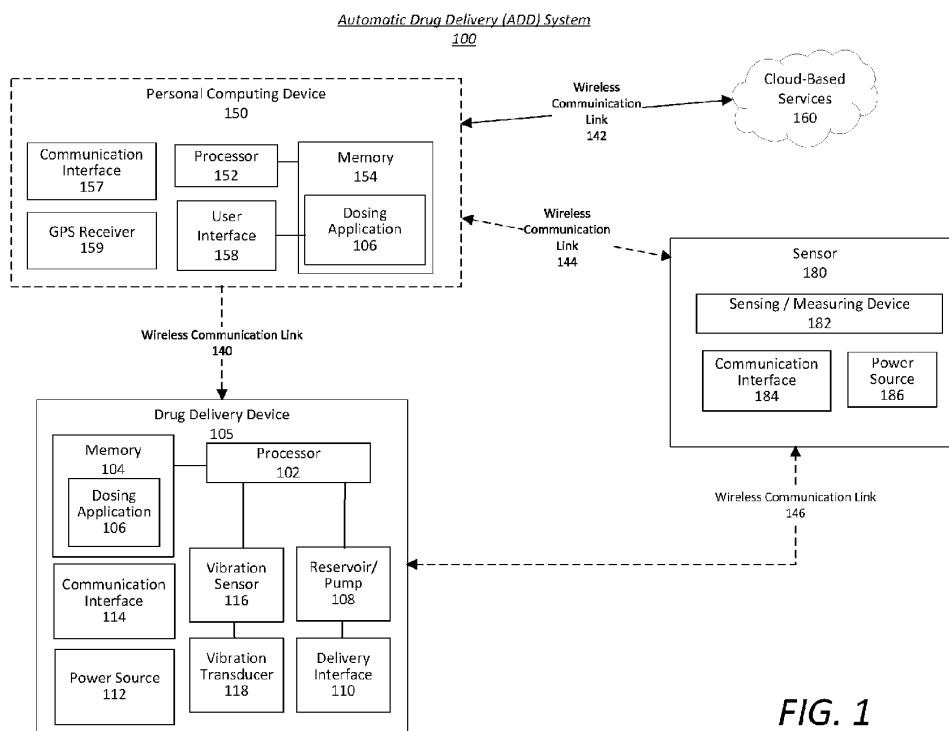 Automatic Drug Delivery (ADD) System
100
Personal Computing Device
150
Communication
Interface
157
Processor
152
Memory
154
GPS Receiver
159
User
Interface
158
Dosing
Application
106
Wireless
Commuinication
Link
142
Cloud-Based
Services
160
Wireless
Communication
Link
144
Sensor
180
Sensing / Measuring Device
182
Communication
Interface
184
Power
Source
186
Wireless Communication Link
140
Drug Delivery Device
105
Memory
104
Dosing
Application
106
Processor
102
Communication
Interface
114
Vibration
Sensor
116
Reservoir/
Pump
108
Power Source
112
Vibration
Transducer
118
Delivery
Interface
110
Wireless Communication Link
146
FIG. 1